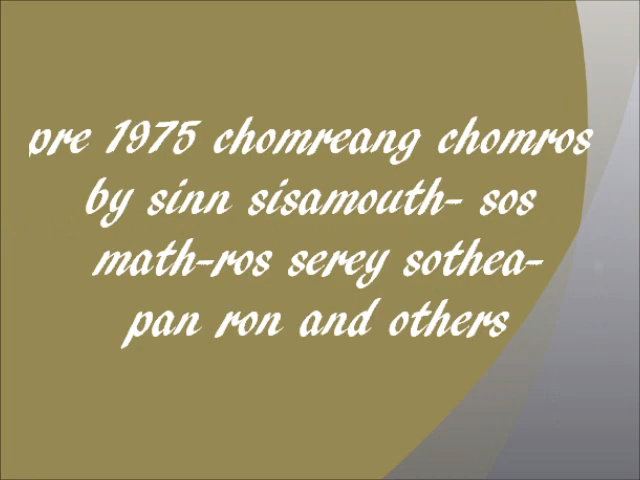 pre 1975 chomreang chomros
by sinn sisamouth- sos
math-ros serey sothea-
pan ron and others